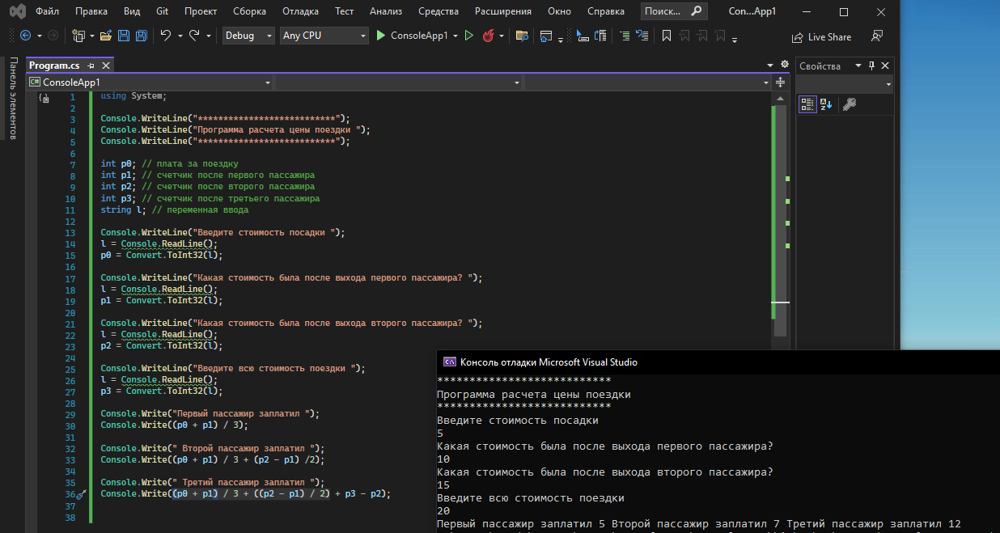 Файл Правка Вид Git Проект Сборка Отладка Тест Анализ Средства Расширения Окно Справка Поиск... Con...App1
Debug Any CPU ConsoleApp1 Live Share
Панель элементов
Program.cs
Свойства
C# ConsoleApp1
1 using System;
2
3 Console.WriteLine("***************************");
4 Console.WriteLine("Программа расчета цены поездки ");
5 Console.WriteLine("***************************");
6
7 int p0; // плата за поездку
8 int p1; // счетчик после первого пассажира
9 int p2; // счетчик после второго пассажира
10 int p3; // счетчик после третьего пассажира
11 string l; // переменная ввода
12
13 Console.WriteLine("Введите стоимость посадки ");
14 l = Console.ReadLine();
15 p0 = Convert.ToInt32(l);
16
17 Console.WriteLine("Какая стоимость была после выхода первого пассажира? ");
18 l = Console.ReadLine();
19 p1 = Convert.ToInt32(l);
20
21 Console.WriteLine("Какая стоимость была после выхода второго пассажира? ");
22 l = Console.ReadLine();
23 p2 = Convert.ToInt32(l);
24
25 Console.WriteLine("Введите всю стоимость поездки ");
26 l = Console.ReadLine();
27 p3 = Convert.ToInt32(l);
28
29 Console.Write("Первый пассажир заплатил ");
30 Console.Write((p0 + p1) / 3);
31
32 Console.Write(" Второй пассажир заплатил ");
33 Console.Write((p0 + p1) / 3 + (p2 - p1) /2);
34
35 Console.Write(" Третий пассажир заплатил ");
36 Console.Write((p0 + p1) / 3 + ((p2 - p1) / 2) + p3 - p2);
37
38
Консоль отладки Microsoft Visual Studio
***************************
Программа расчета цены поездки
***************************
Введите стоимость посадки
5
Какая стоимость была после выхода первого пассажира?
10
Какая стоимость была после выхода второго пассажира?
15
Введите всю стоимость поездки
20
Первый пассажир заплатил 5 Второй пассажир заплатил 7 Третий пассажир заплатил 12